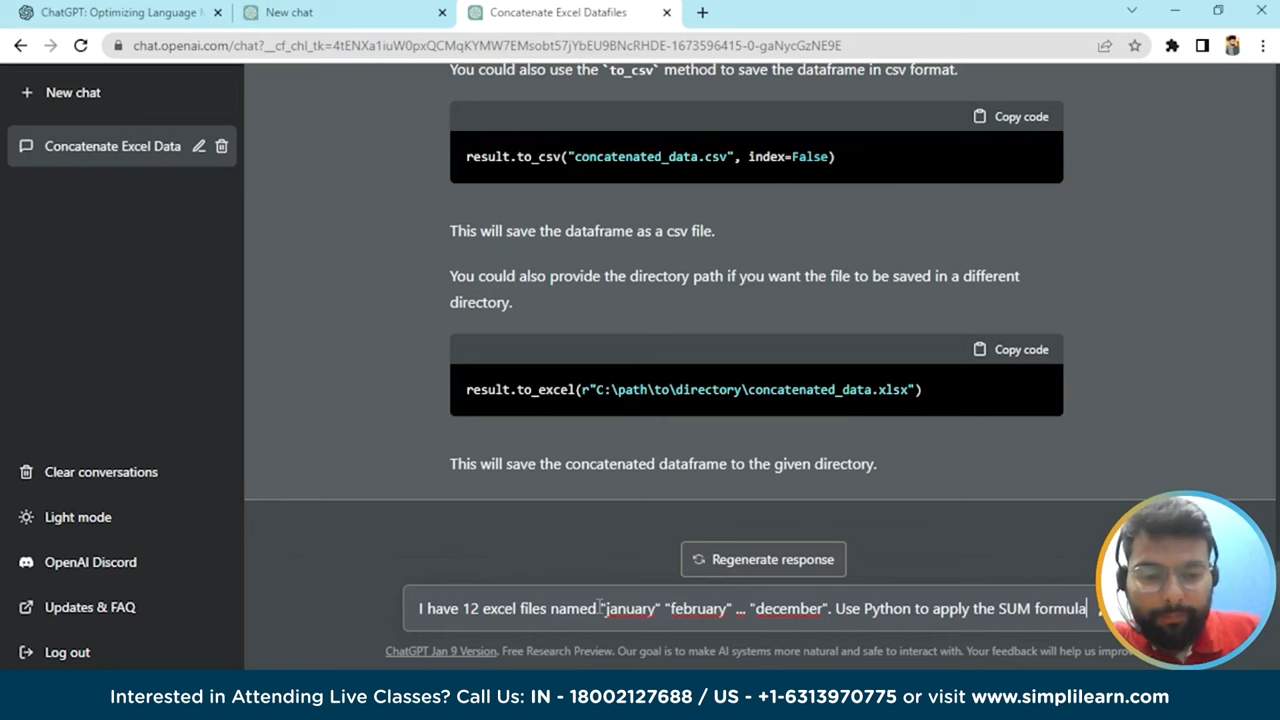 ChatGPT: Optimizing Language M
New chat
Concatenate Excel Datafiles
chat.openai.com/chat?__cf_chl_tk=4tENXa1iuW0pxQCMqKYMW7EMsobt57jYbEU9BNcRHDE-1673596415-0-gaNycGzNE9E
New chat
Concatenate Excel Data
Clear conversations
Light mode
OpenAI Discord
Updates & FAQ
Log out
You could also use the `to_csv` method to save the dataframe in csv format.
Copy code
result.to_csv("concatenated_data.csv", index=False)
This will save the dataframe as a csv file.
You could also provide the directory path if you want the file to be saved in a different
directory.
Copy code
result.to_excel(r"C:\path\to\directory\concatenated_data.xlsx")
This will save the concatenated dataframe to the given directory.
Regenerate response
I have 12 excel files named "january" "february" ... "december". Use Python to apply the SUM formula
ChatGPT Jan 9 Version. Free Research Preview. Our goal is to make AI systems more natural and safe to interact with. Your feedback will help us
Interested in Attending Live Classes? Call Us: IN - 18002127688 / US - +1-6313970775 or visit www.simplilearn.com